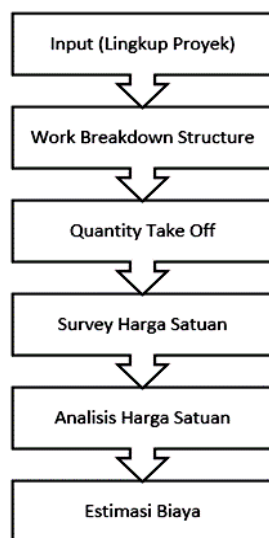 Input (Lingkup Proyek)
Work Breakdown Structure
Quantity Take Off
Survey Harga Satuan
Analisis Harga Satuan
Estimasi Biaya